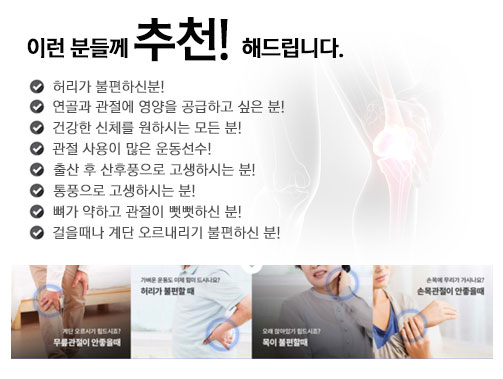 이런 분들께 추천! 해드립니다.
허리가 불편하신분!
연골과 관절에 영양을 공급하고 싶은 분!
건강한 신체를 원하시는 모든 분!
관절 사용이 많은 운동선수!
출산 후 산후풍으로 고생하시는 분!
통풍으로 고생하시는 분!
뼈가 약하고 관절이 뻣뻣하신 분!
걸을때나 계단 오르내리기 불편하신 분!
계단 오르시기 힘드시죠?
무릎관절이 안좋을때
가벼운 운동도 이제 힘이 드시나요?
허리가 불편할 때
오래 앉아있기 힘드시죠?
목이 불편할때
손목에 무리가 가시나요?
손목관절이 안좋을때